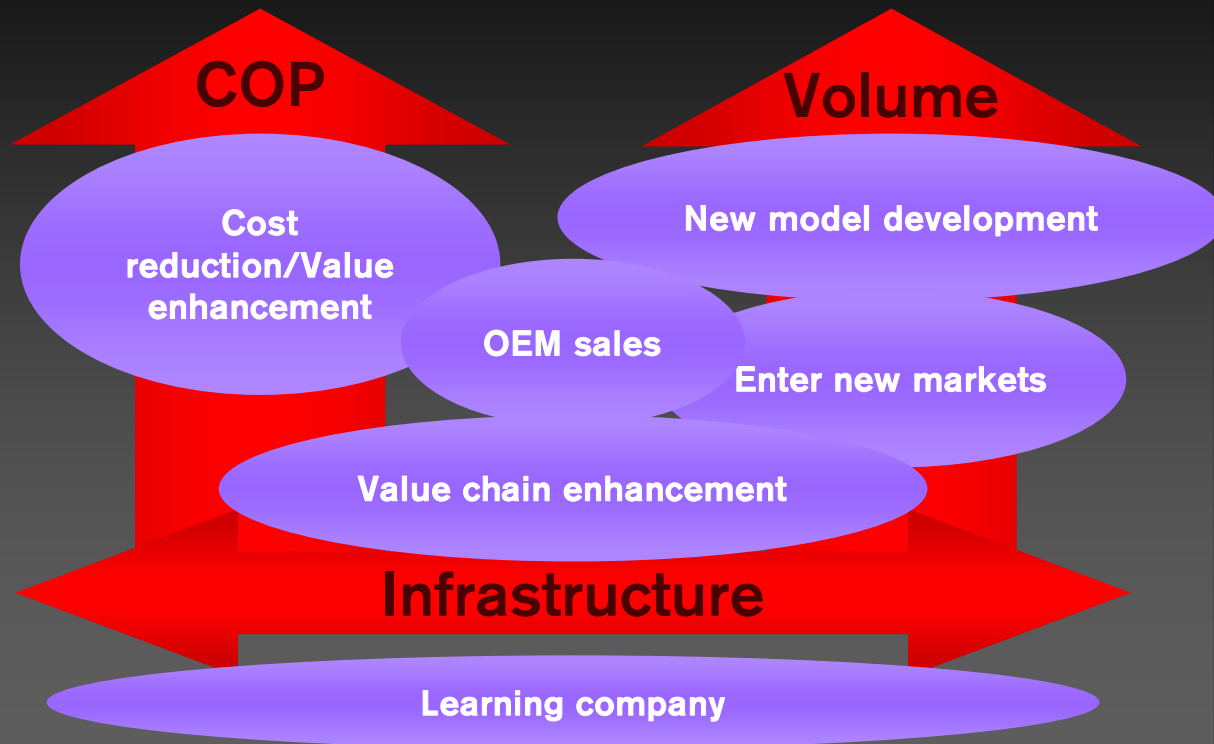 COP
Volume
Cost
reduction/Value
enhancement
New model development
OEM sales
Enter new markets
Value chain enhancement
Infrastructure
Learning company